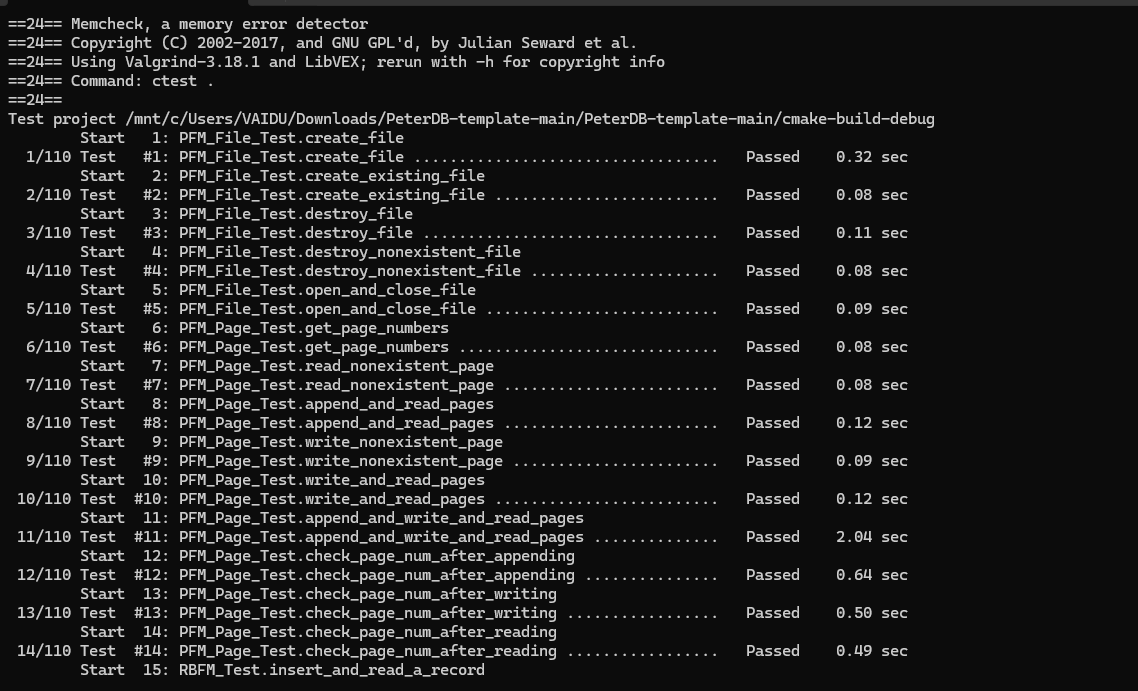 ==24== Memcheck, a memory error detector
==24== Copyright (C) 2002-2017, and GNU GPL'd, by Julian Seward et al.
==24== Using Valgrind-3.18.1 and LibVEX; rerun with -h for copyright info
==24== Command: ctest .
==24==
Test project /mnt/c/Users/VAIDU/Downloads/PeterDB-template-main/PeterDB-template-main/cmake-build-debug
        Start   1: PFM_File_Test.create_file
  1/110 Test   #1: PFM_File_Test.create_file ..................................   Passed    0.32 sec
        Start   2: PFM_File_Test.create_existing_file
  2/110 Test   #2: PFM_File_Test.create_existing_file .........................   Passed    0.08 sec
        Start   3: PFM_File_Test.destroy_file
  3/110 Test   #3: PFM_File_Test.destroy_file .................................   Passed    0.11 sec
        Start   4: PFM_File_Test.destroy_nonexistent_file
  4/110 Test   #4: PFM_File_Test.destroy_nonexistent_file .....................   Passed    0.08 sec
        Start   5: PFM_File_Test.open_and_close_file
  5/110 Test   #5: PFM_File_Test.open_and_close_file ..........................   Passed    0.09 sec
        Start   6: PFM_Page_Test.get_page_numbers
  6/110 Test   #6: PFM_Page_Test.get_page_numbers .............................   Passed    0.08 sec
        Start   7: PFM_Page_Test.read_nonexistent_page
  7/110 Test   #7: PFM_Page_Test.read_nonexistent_page ........................   Passed    0.08 sec
        Start   8: PFM_Page_Test.append_and_read_pages
  8/110 Test   #8: PFM_Page_Test.append_and_read_pages ........................   Passed    0.12 sec
        Start   9: PFM_Page_Test.write_nonexistent_page
  9/110 Test   #9: PFM_Page_Test.write_nonexistent_page .......................   Passed    0.09 sec
        Start  10: PFM_Page_Test.write_and_read_pages
 10/110 Test  #10: PFM_Page_Test.write_and_read_pages .........................   Passed    0.12 sec
        Start  11: PFM_Page_Test.append_and_write_and_read_pages
 11/110 Test  #11: PFM_Page_Test.append_and_write_and_read_pages ..............   Passed    2.04 sec
        Start  12: PFM_Page_Test.check_page_num_after_appending
 12/110 Test  #12: PFM_Page_Test.check_page_num_after_appending ...............   Passed    0.64 sec
        Start  13: PFM_Page_Test.check_page_num_after_writing
 13/110 Test  #13: PFM_Page_Test.check_page_num_after_writing .................   Passed    0.50 sec
        Start  14: PFM_Page_Test.check_page_num_after_reading
 14/110 Test  #14: PFM_Page_Test.check_page_num_after_reading .................   Passed    0.49 sec
        Start  15: RBFM_Test.insert_and_read_a_record